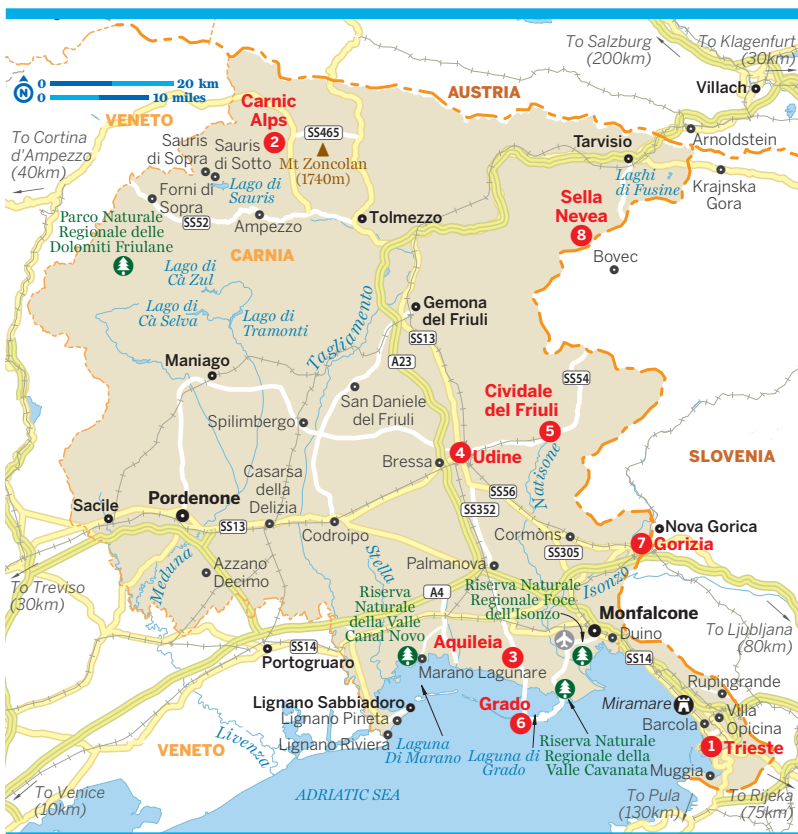 To Salzburg
(200km)
To Klagenfurt
(30km)
0 20 km
0 10 miles
N
Villach
AUSTRIA
VENETO
Carnic
Alps
2
SS465
Mt Zoncolan
(1740m)
Arnoldstein
To Cortina
d'Ampezzo
(40km)
Sauris
di Sopra
Sauris
di Sotto
Lago di
Sauris
Tarvisio
Laghi
di Fusine
Krajnska
Gora
Forni di
Sopra
SS52
Ampezzo
Tolmezzo
Sella
Nevea
8
Bovec
Parco Naturale
Regionale delle
Dolomiti Friulane
CARNIA
Lago di
Cà Zul
Lago di
Cà Selva
Lago di
Tramonti
Tagliamento
Gemona
del Friuli
SS13
A23
Maniago
San Daniele
del Friuli
SS54
Cividale
del Friuli
5
Spilimbergo
4
Udine
Bressa
Natisone
SLOVENIA
Casarsa
della
Delizia
SS56
SS352
Sacile
Pordenone
SS13
Codroipo
Cormons
SS305
Nova Gorica
7
Gorizia
Meduna
Azzano
Decimo
Stella
Palmanova
Isonzo
To Treviso
(30km)
Riserva
Naturale
della Valle
Canal Novo
A4
Riserva Naturale
Regionale Foce
dell'Isonzo
Monfalcone
Duino
To Ljubljana
(80km)
SS14
Portogruaro
Aquileia
3
Marano Lagunare
SS14
Rupingrande
Lignano Sabbiadoro
Lignano Pineta
Lignano Riviera
Grado
6
Miramare
Villa
Opicina
Barcola
1
Trieste
VENETO
Livenza
Laguna
Di Marano
Laguna di
Grado
Riserva Naturale
Regionale della
Valle Cavanata
Muggia
To Venice
(10km)
ADRIATIC SEA
To Pula
(130km)
To Rijeka
(75km)